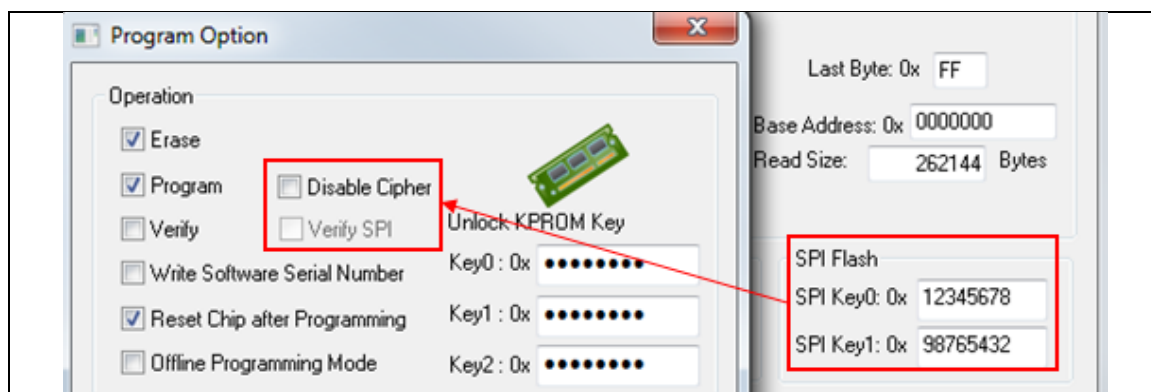 Program Option
x
Operation
Erase
Program
Disable Cipher
Verify
Verify SPI
Write Software Serial Number
Reset Chip after Programming
Offline Programming Mode
Unlock KPROM Key
Key0 : 0x ●●●●●●●●
Key1 : 0x ●●●●●●●●
Key2 : 0x ●●●●●●●●
Last Byte: 0x FF
Base Address: 0x 0000000
Read Size: 262144 Bytes
SPI Flash
SPI Key0: 0x 12345678
SPI Key1: 0x 98765432